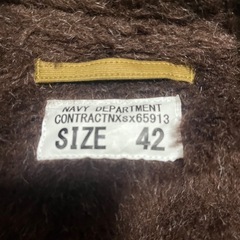 NAVY DEPARTMENT
CONTRACTNXsx65913
SIZE 42